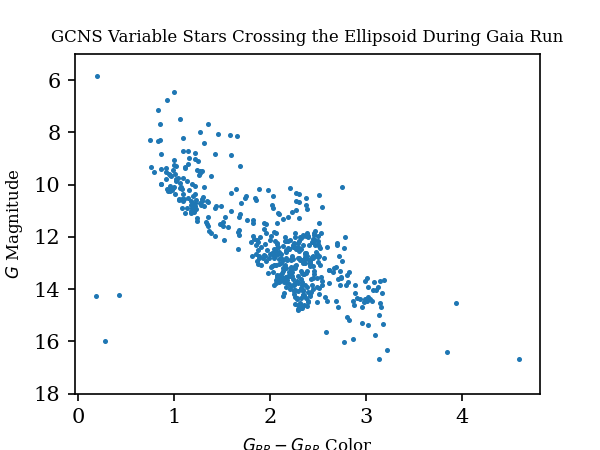 GCNS Variable Stars Crossing the Ellipsoid During Gaia Run
6
8
10
12
14
16
18
G Magnitude
0 1 2 3 4
G_BP − G_RP Color